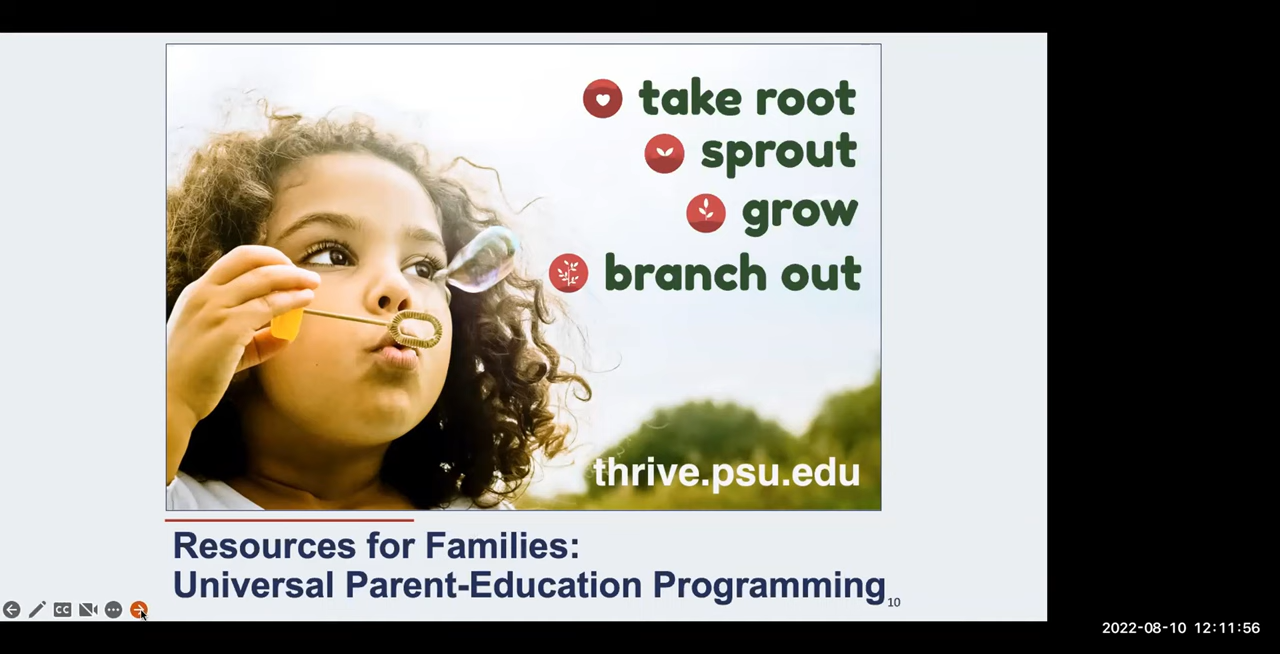 take root
sprout
grow
branch out
thrive.psu.edu
Resources for Families:
Universal Parent-Education Programming
10
CC
2022-08-10 12:11:56